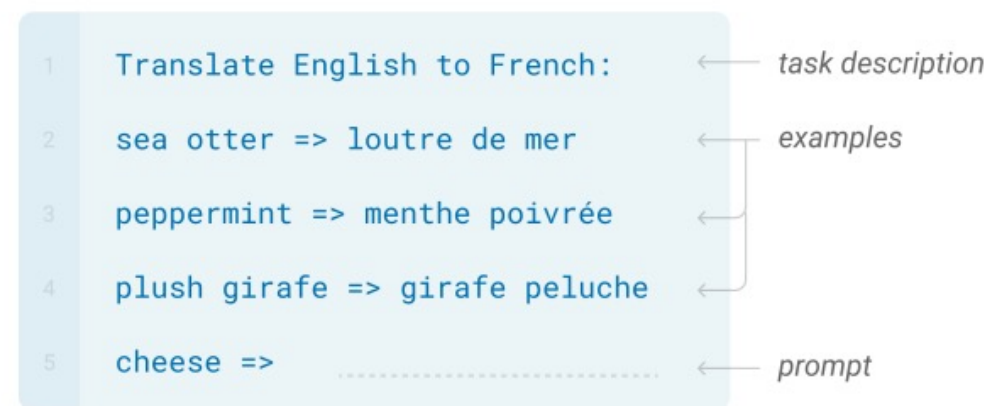 1 Translate English to French: task description
2 sea otter => loutre de mer examples
3 peppermint => menthe poivrée
4 plush girafe => girafe peluche
5 cheese => prompt